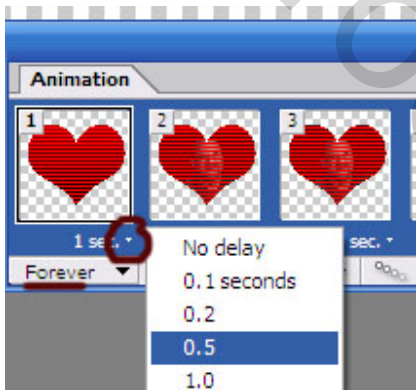 Animation
1 2 3
1 sec. sec.
Forever
No delay
0.1 seconds
0.2
0.5
1.0